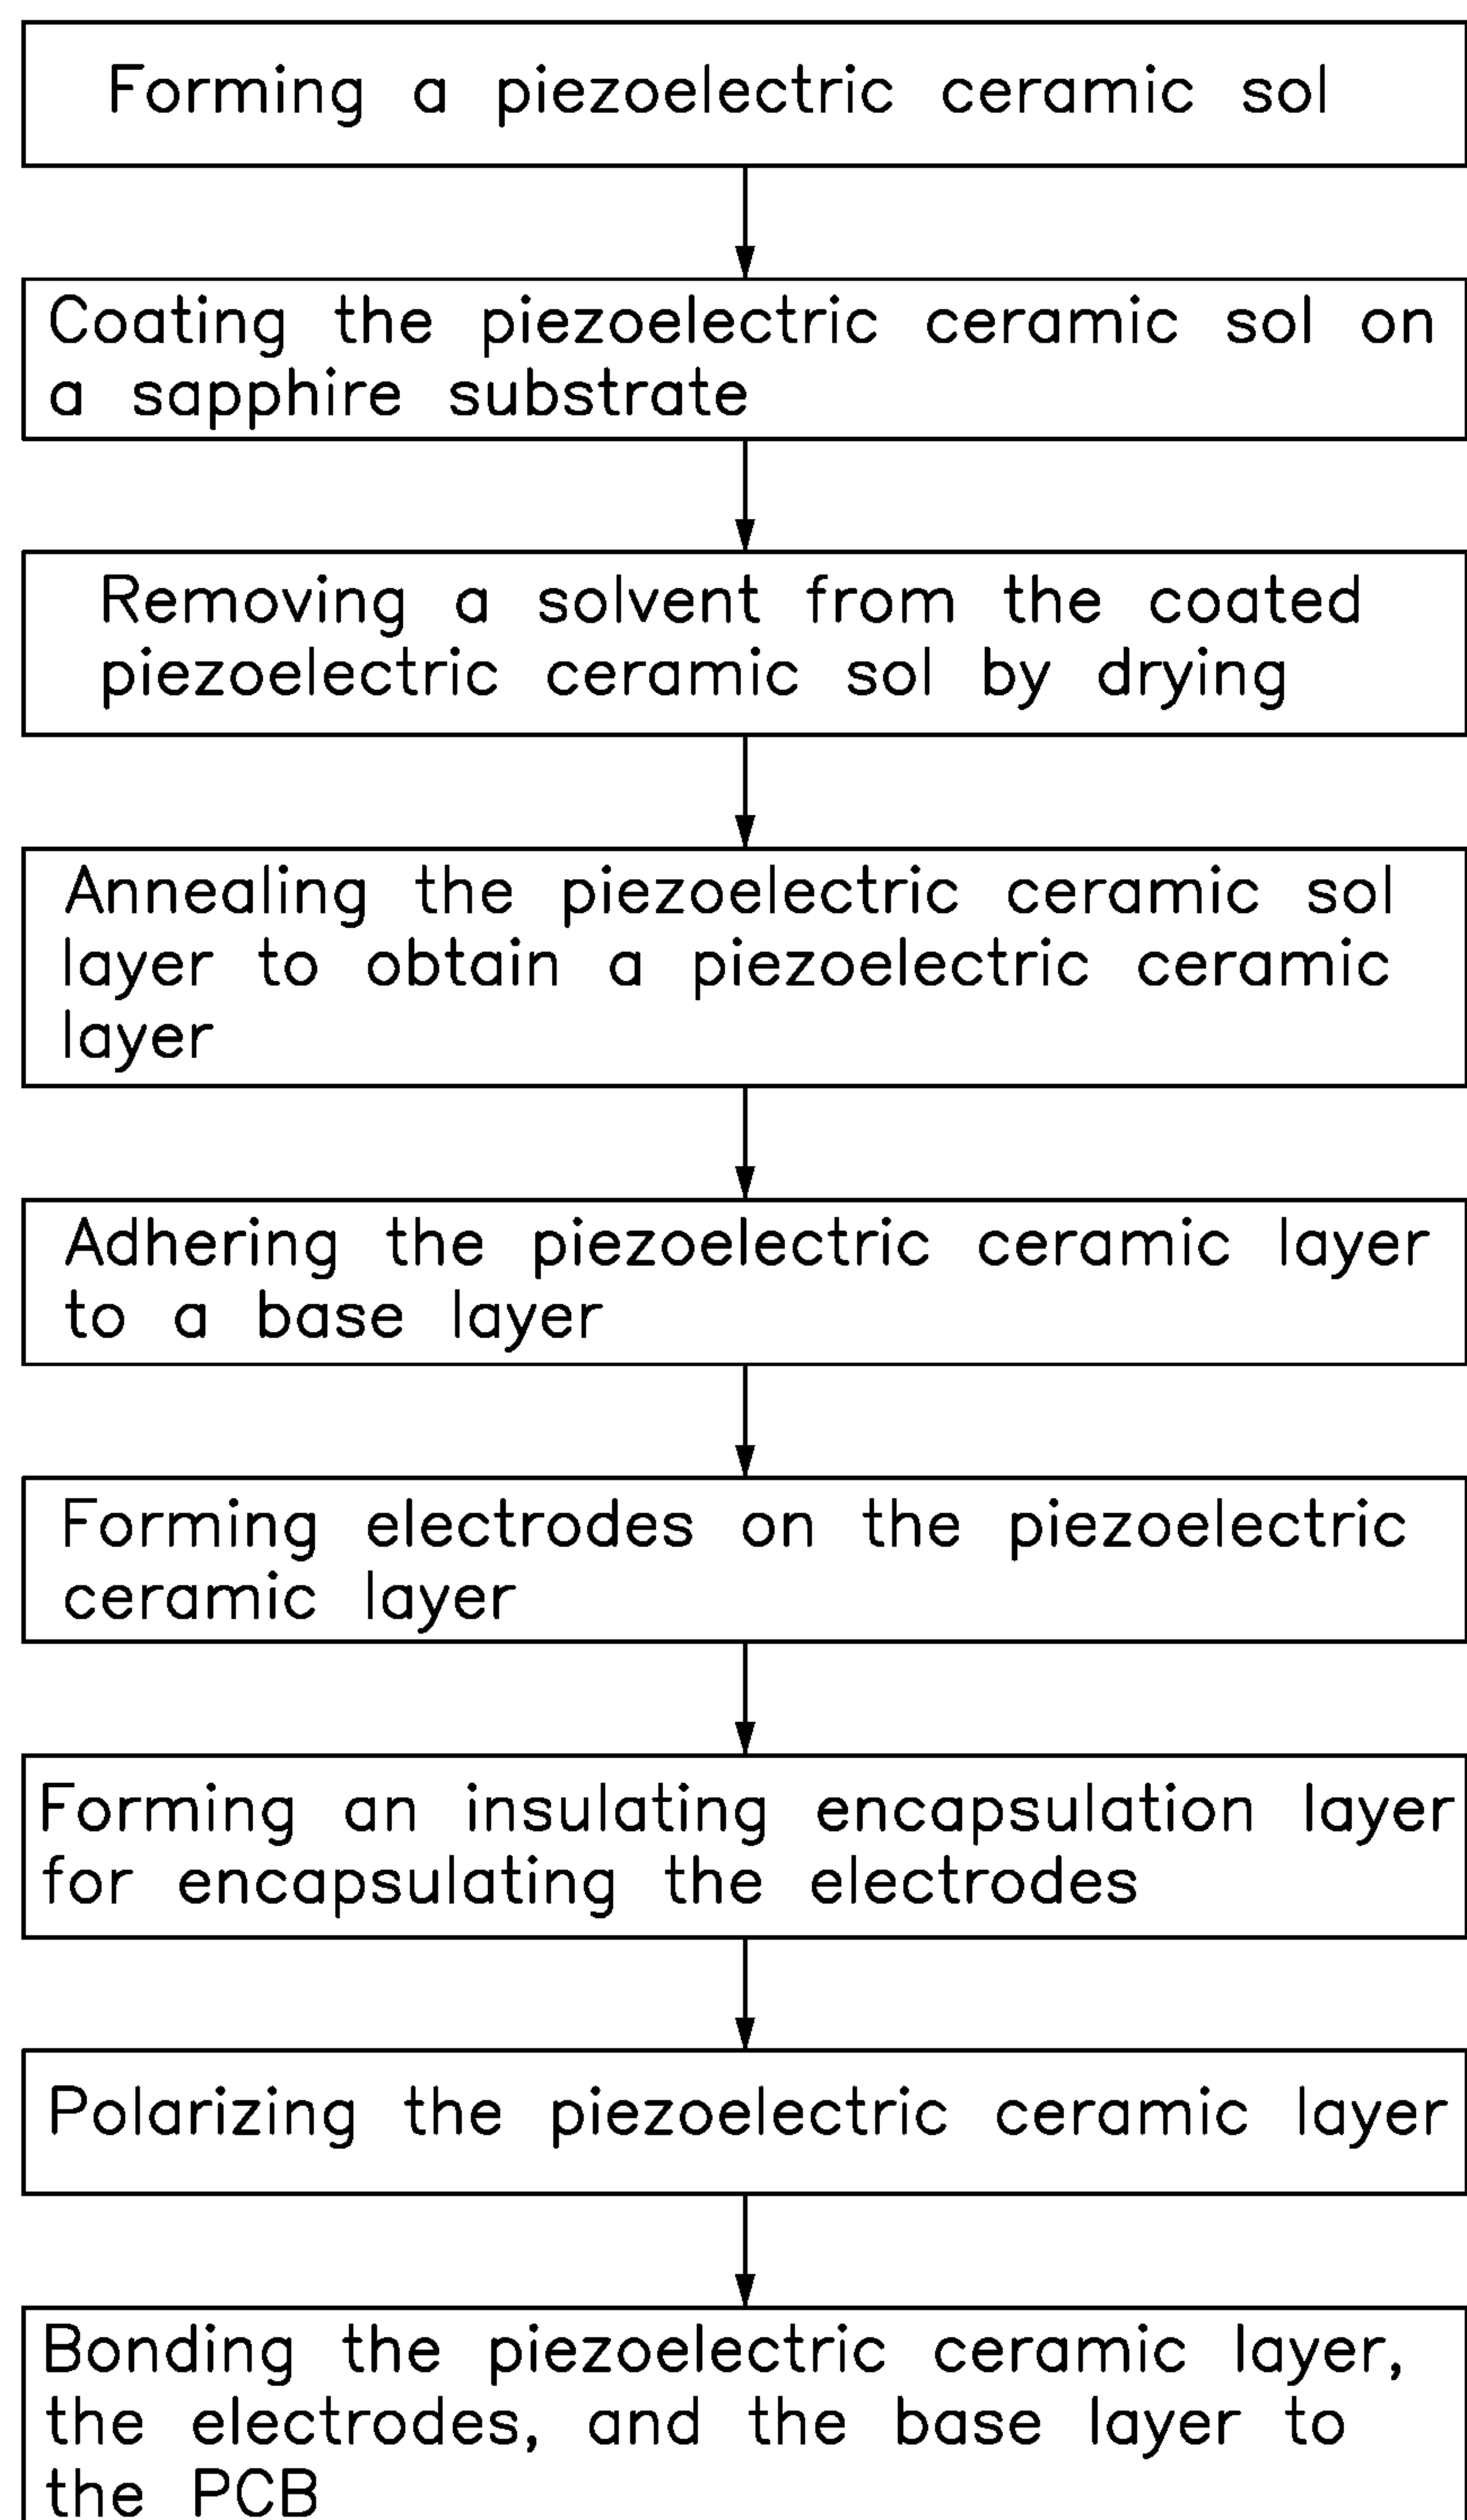 Forming a piezoelectric ceramic sol
Coating the piezoelectric ceramic sol on
a sapphire substrate
Removing a solvent from the coated
piezoelectric ceramic sol by drying
Annealing the piezoelectric ceramic sol
layer to obtain a piezoelectric ceramic
layer
Adhering the piezoelectric ceramic layer
to a base layer
Forming electrodes on the piezoelectric
ceramic layer
Forming an insulating encapsulation layer
for encapsulating the electrodes
Polarizing the piezoelectric ceramic layer
Bonding the piezoelectric ceramic layer,
the electrodes, and the base layer to
the PCB